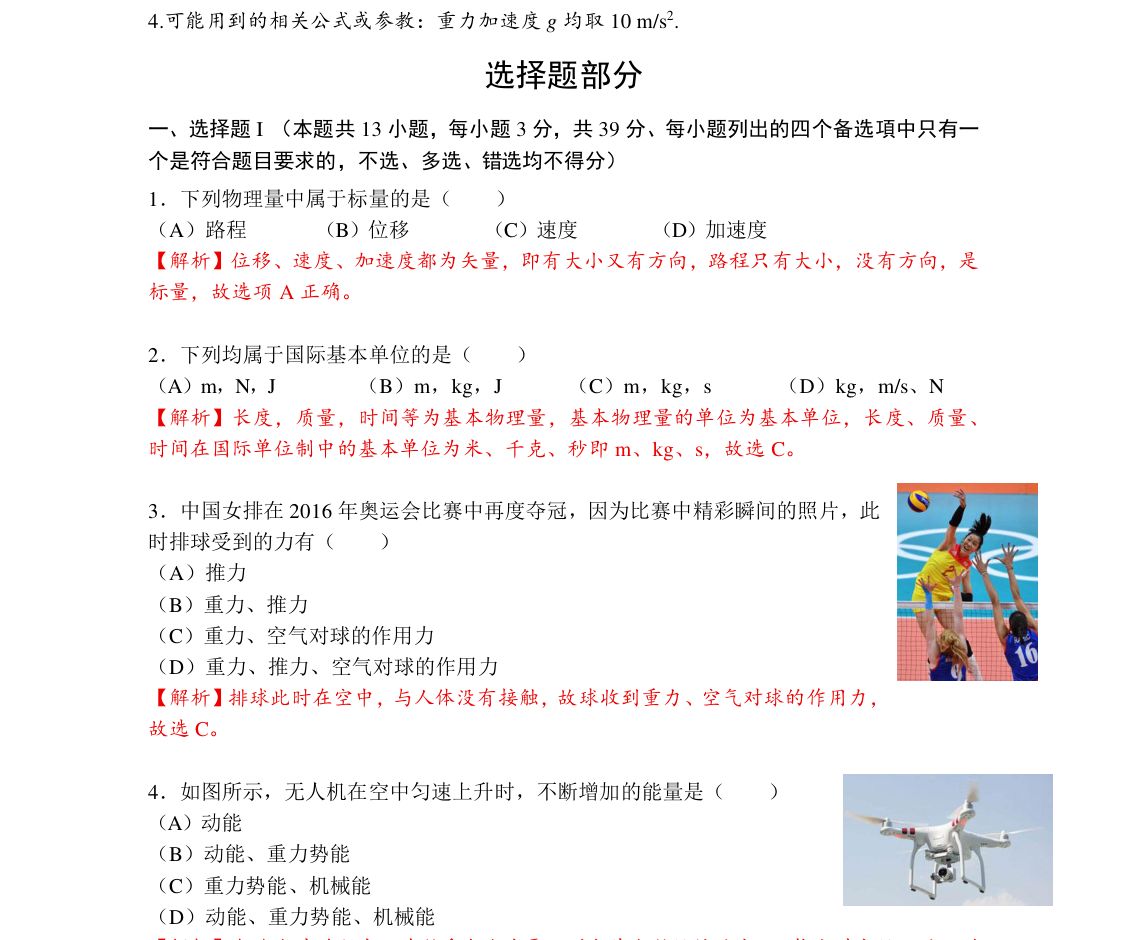 4.可能用到的相关公式或参教：重力加速度 g 均取 10 m/s².
选择题部分
一、选择题 I （本题共 13 小题，每小题 3 分，共 39 分、每小题列出的四个备选項中只有一
个是符合题目要求的，不选、多选、错选均不得分）
1．下列物理量中属于标量的是（　　）
（A）路程　　　（B）位移　　　（C）速度　　　（D）加速度
【解析】位移、速度、加速度都为矢量，即有大小又有方向，路程只有大小，没有方向，是
标量，故选项 A 正确。
2．下列均属于国际基本单位的是（　　）
（A）m，N，J　　　（B）m，kg，J　　　（C）m，kg，s　　　（D）kg，m/s、N
【解析】长度，质量，时间等为基本物理量，基本物理量的单位为基本单位，长度、质量、
时间在国际单位制中的基本单位为米、千克、秒即 m、kg、s，故选 C。
3．中国女排在 2016 年奥运会比赛中再度夺冠，因为比赛中精彩瞬间的照片，此
时排球受到的力有（　　）
（A）推力
（B）重力、推力
（C）重力、空气对球的作用力
（D）重力、推力、空气对球的作用力
【解析】排球此时在空中，与人体没有接触，故球收到重力、空气对球的作用力，
故选 C。
16
4．如图所示，无人机在空中匀速上升时，不断增加的能量是（　　）
（A）动能
（B）动能、重力势能
（C）重力势能、机械能
（D）动能、重力势能、机械能